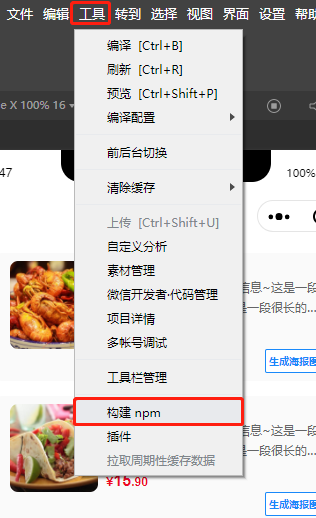 文件 编辑 工具 转到 选择 视图 界面 设置
e X 100% 16
47
100%
编译 [Ctrl+B]
刷新 [Ctrl+R]
预览 [Ctrl+Shift+P]
编译配置
前后台切换
清除缓存
上传 [Ctrl+Shift+U]
自定义分析
素材管理
微信开发者·代码管理
项目详情
多帐号调试
工具栏管理
构建 npm
插件
拉取周期性缓存数据
信息~这是一段
是一段很长的...
生成海报图
信息~这是一段
是一段很长的...
¥15.90
生成海报图